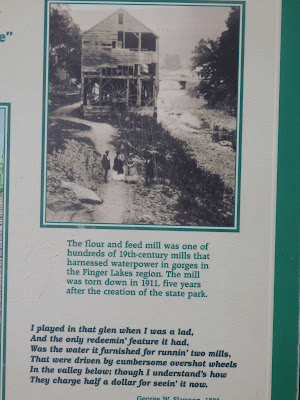 e"
The flour and feed mill was one of
hundreds of 19th-century mills that
harnessed waterpower in gorges in
the Finger Lakes region. The mill
was torn down in 1911, five years
after the creation of the state park.
I played in that glen when I was a lad,
And the only redeemin' feature it had,
Was the water it furnished for runnin' two mills,
That were driven by cumbersome overshot wheels
In the valley below; though I understand's how
They charge half a dollar for seein' it now.
George W. Slawson,